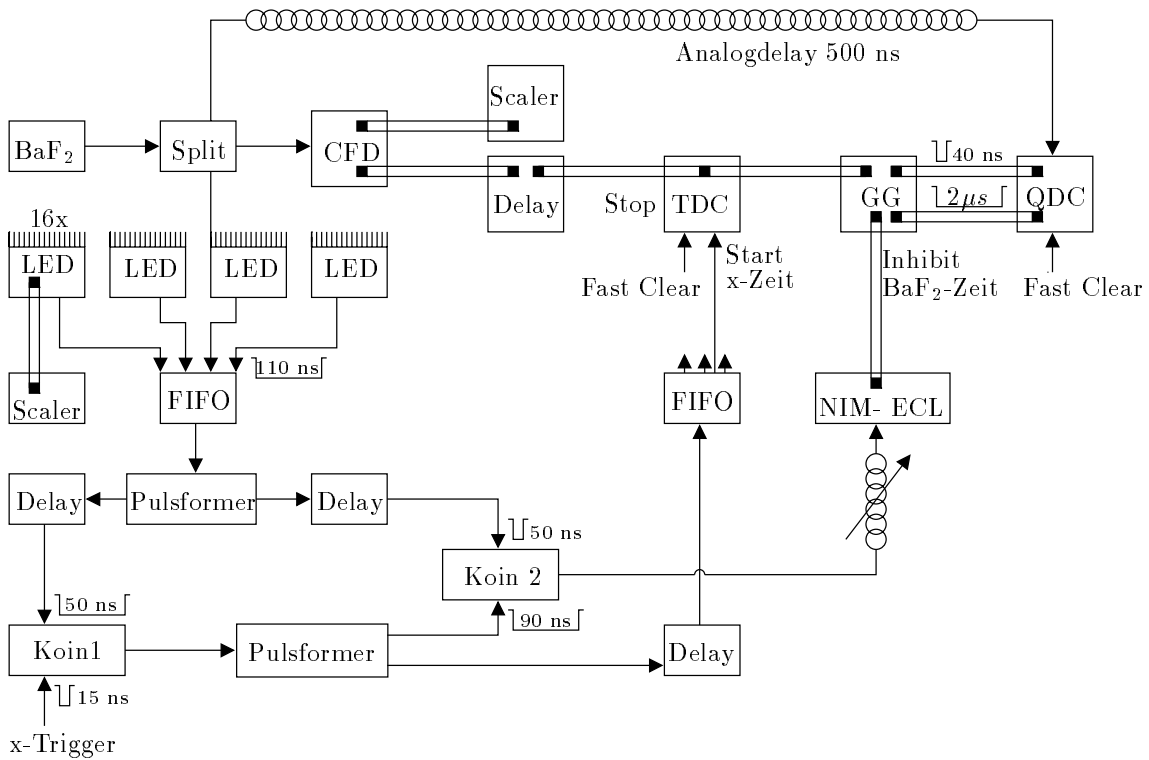 Analogdelay 500 ns
Scaler
BaF₂
Split
CFD
40 ns
Delay
Stop
TDC
GG
2μs
QDC
16x
LED
LED
LED
LED
Start
x-Zeit
Fast Clear
Inhibit
BaF₂-Zeit
Fast Clear
110 ns
Scaler
FIFO
FIFO
NIM- ECL
Delay
Pulsformer
Delay
50 ns
Koin 2
50 ns
90 ns
Koin1
Pulsformer
Delay
15 ns
x-Trigger